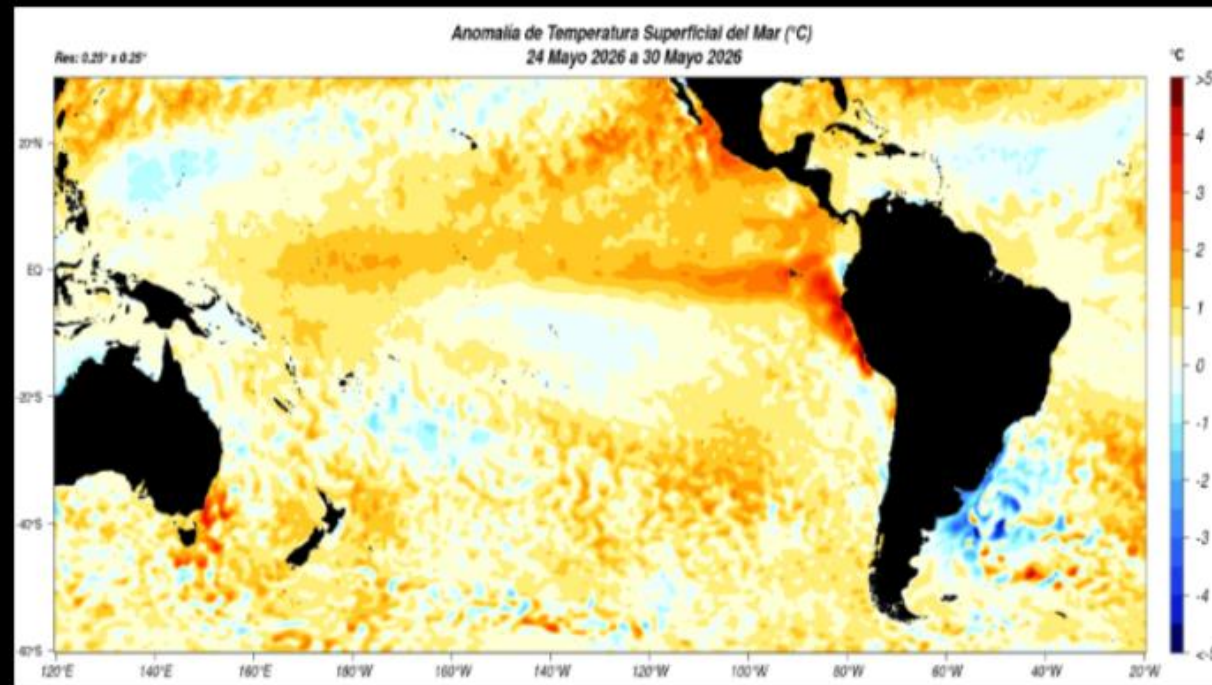 Anomalía de Temperatura Superficial del Mar (°C)
Res: 0.25° x 0.25°
24 Mayo 2026 a 30 Mayo 2026
°C
>5
4
3
2
1
0
-1
-2
-3
-4
20°N
EQ
-20°S
-40°S
-60°S
120°E 140°E 160°E 180°W 160°W 140°W 120°W 100°W 80°W 60°W 40°W 20°W